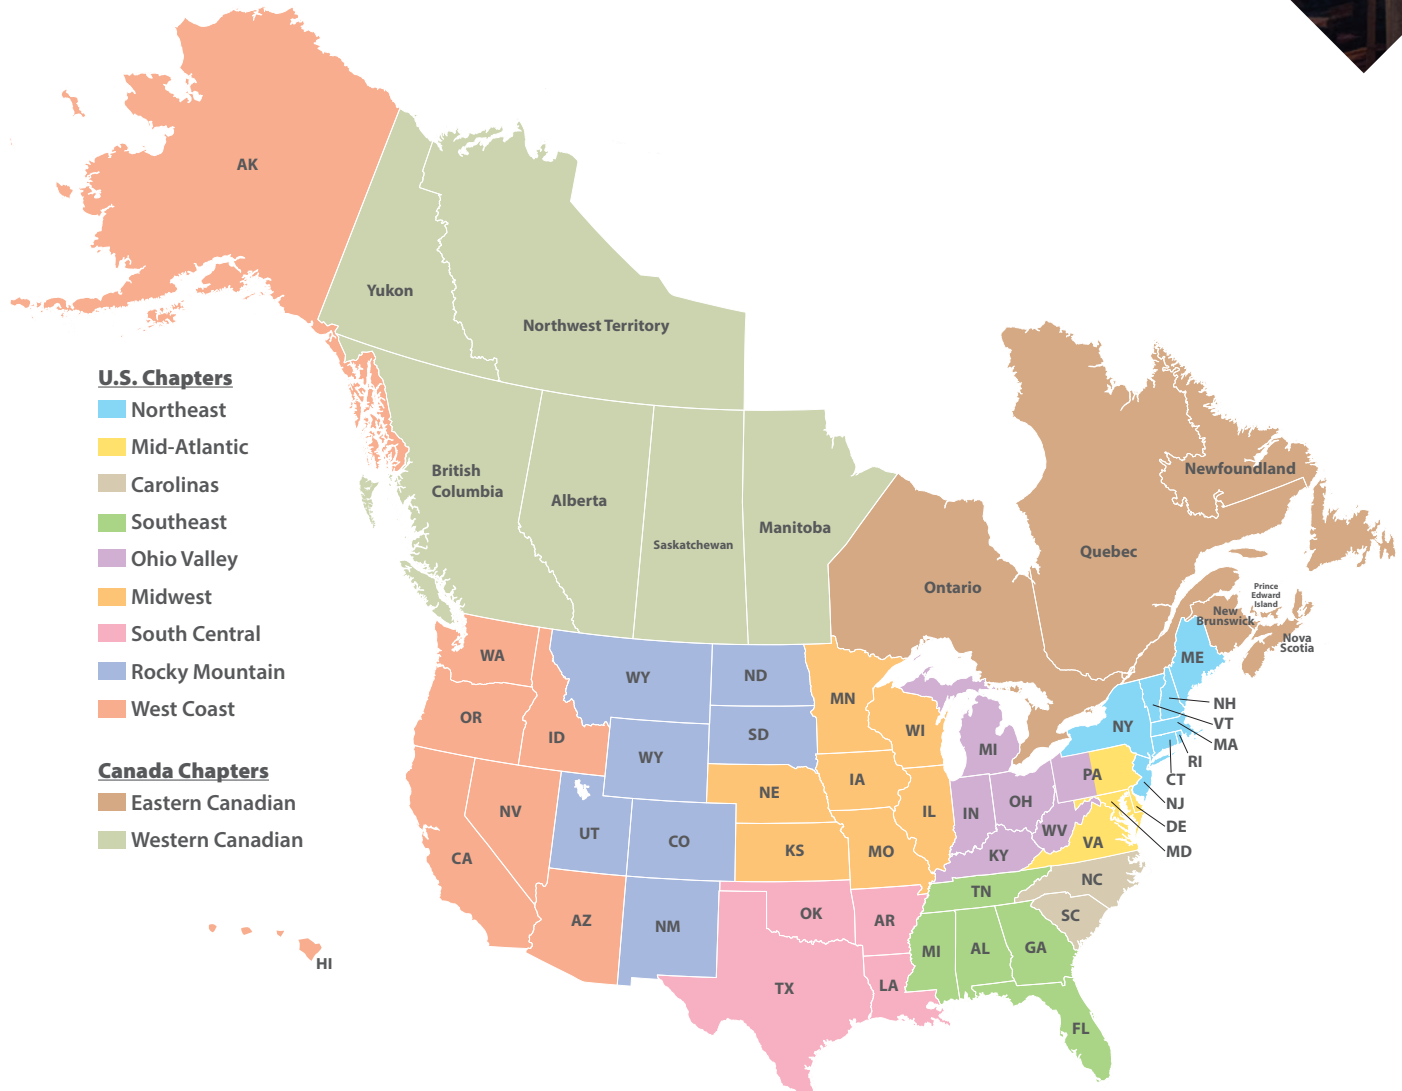 AK
Yukon
Northwest Territory
U.S. Chapters
Northeast
Mid-Atlantic
Carolinas
Southeast
Ohio Valley
Midwest
South Central
Rocky Mountain
West Coast
Canada Chapters
Eastern Canadian
Western Canadian
British
Columbia
Alberta
Saskatchewan
Manitoba
Ontario
Quebec
Newfoundland
Prince
Edward
Island
New
Brunswick
Nova
Scotia
WA
OR
ID
WY
ND
SD
WY
NE
KS
NV
CA
UT
CO
AZ
NM
HI
MN
WI
IA
IL
MO
MI
IN
OH
KY
WV
PA
VA
NY
ME
NH
VT
MA
RI
CT
NJ
DE
MD
OK
AR
TX
LA
TN
NC
SC
MI
AL
GA
FL